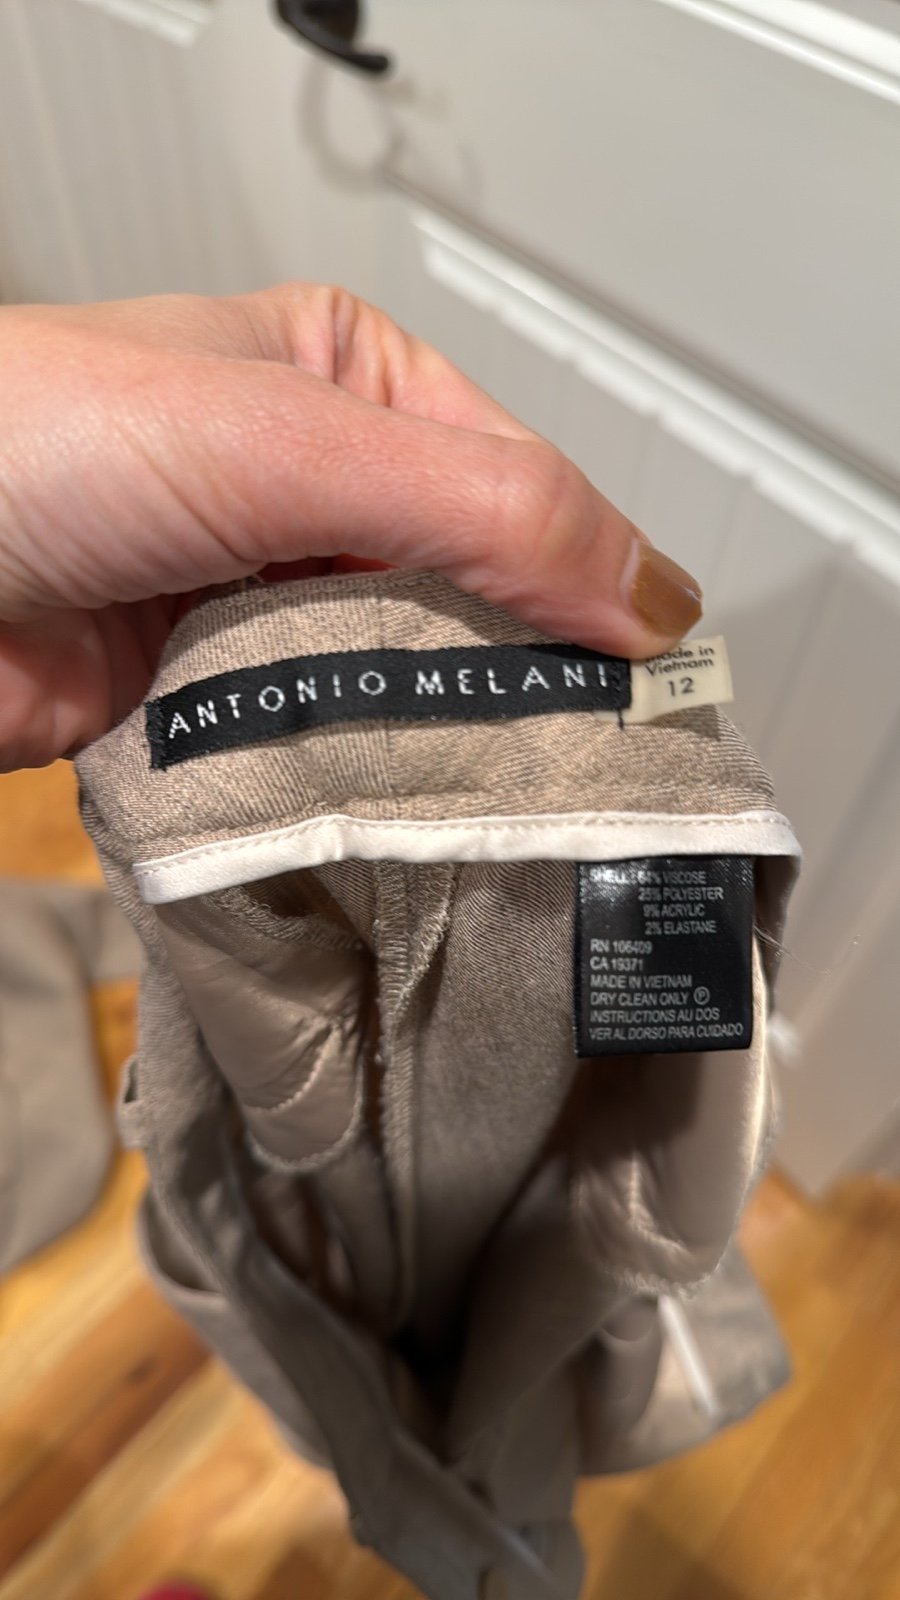 ANTONIO MELANI
Made in
Vietnam
12
SHELL: 64% VISCOSE
25% POLYESTER
9% ACRYLIC
2% ELASTANE
RN 106409
CA 19371
MADE IN VIETNAM
DRY CLEAN ONLY Ⓟ
INSTRUCTIONS AU DOS
VER AL DORSO PARA CUIDADO